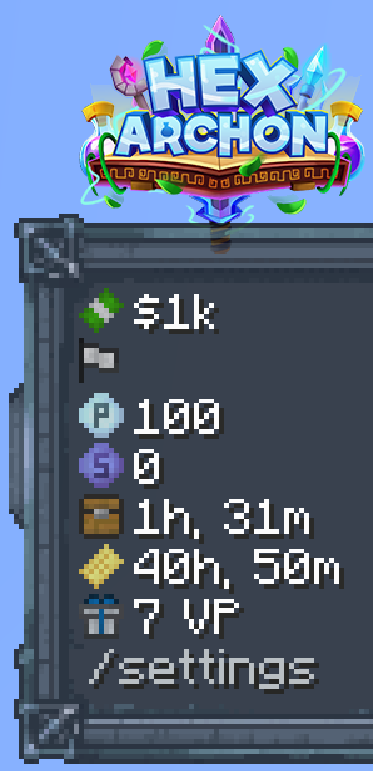 HEX
ARCHON
$1k
P 100
S 0
1h, 31m
40h, 50m
7 VP
/settings